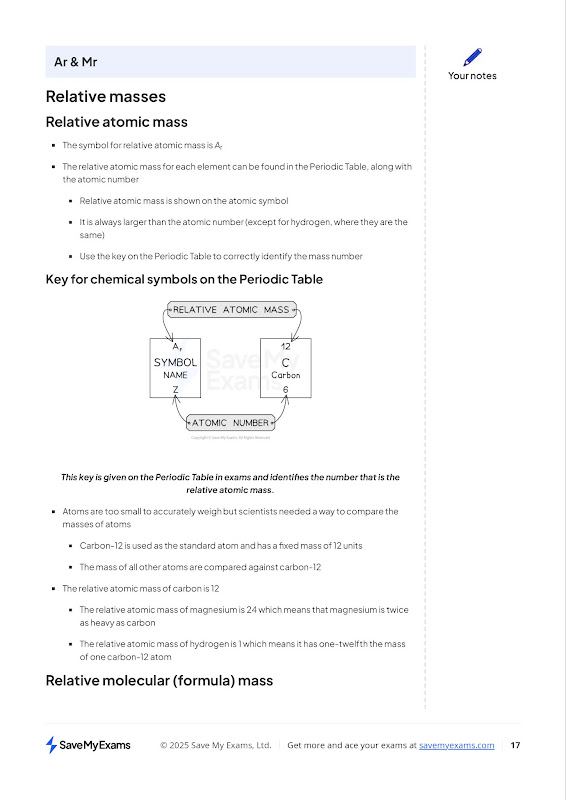 Ar & Mr
Your notes
Relative masses
Relative atomic mass
▪ The symbol for relative atomic mass is Ar
▪ The relative atomic mass for each element can be found in the Periodic Table, along with
the atomic number
▪ Relative atomic mass is shown on the atomic symbol
▪ It is always larger than the atomic number (except for hydrogen, where they are the
same)
▪ Use the key on the Periodic Table to correctly identify the mass number
Key for chemical symbols on the Periodic Table
RELATIVE ATOMIC MASS
Ar
SYMBOL
NAME
Z
12
C
Carbon
6
Save My
Exams
ATOMIC NUMBER
Copyright © Save My Exams. All Rights Reserved
This key is given on the Periodic Table in exams and identifies the number that is the
relative atomic mass.
▪ Atoms are too small to accurately weigh but scientists needed a way to compare the
masses of atoms
▪ Carbon-12 is used as the standard atom and has a fixed mass of 12 units
▪ The mass of all other atoms are compared against carbon-12
▪ The relative atomic mass of carbon is 12
▪ The relative atomic mass of magnesium is 24 which means that magnesium is twice
as heavy as carbon
▪ The relative atomic mass of hydrogen is 1 which means it has one-twelfth the mass
of one carbon-12 atom
Relative molecular (formula) mass
SaveMyExams
© 2025 Save My Exams, Ltd.
Get more and ace your exams at savemyexams.com
17